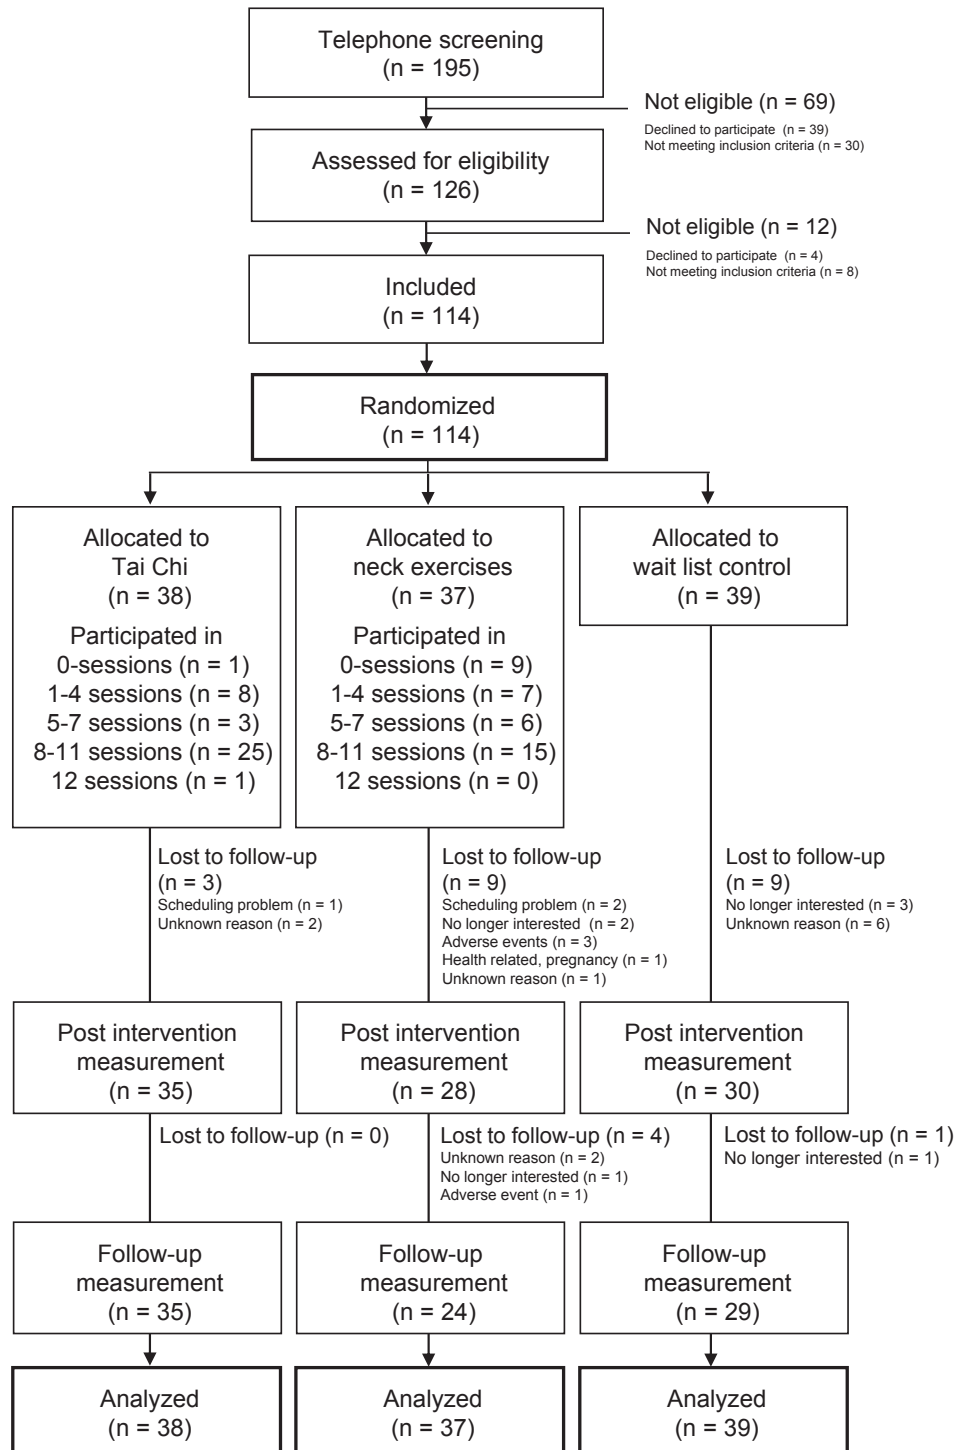 Telephone screening
(n = 195)
Not eligible (n = 69)
Declined to participate (n = 39)
Not meeting inclusion criteria (n = 30)
Assessed for eligibility
(n = 126)
Not eligible (n = 12)
Declined to participate (n = 4)
Not meeting inclusion criteria (n = 8)
Included
(n = 114)
Randomized
(n = 114)
Allocated to
Tai Chi
(n = 38)
Participated in
0-sessions (n = 1)
1-4 sessions (n = 8)
5-7 sessions (n = 3)
8-11 sessions (n = 25)
12 sessions (n = 1)
Allocated to
neck exercises
(n = 37)
Participated in
0-sessions (n = 9)
1-4 sessions (n = 7)
5-7 sessions (n = 6)
8-11 sessions (n = 15)
12 sessions (n = 0)
Allocated to
wait list control
(n = 39)
Lost to follow-up
(n = 3)
Scheduling problem (n = 1)
Unknown reason (n = 2)
Lost to follow-up
(n = 9)
Scheduling problem (n = 2)
No longer interested (n = 2)
Adverse events (n = 3)
Health related, pregnancy (n = 1)
Unknown reason (n = 1)
Lost to follow-up
(n = 9)
No longer interested (n = 3)
Unknown reason (n = 6)
Post intervention
measurement
(n = 35)
Post intervention
measurement
(n = 28)
Post intervention
measurement
(n = 30)
Lost to follow-up (n = 0)
Lost to follow-up (n = 4)
Unknown reason (n = 2)
No longer interested (n = 1)
Adverse event (n = 1)
Lost to follow-up (n = 1)
No longer interested (n = 1)
Follow-up
measurement
(n = 35)
Follow-up
measurement
(n = 24)
Follow-up
measurement
(n = 29)
Analyzed
(n = 38)
Analyzed
(n = 37)
Analyzed
(n = 39)